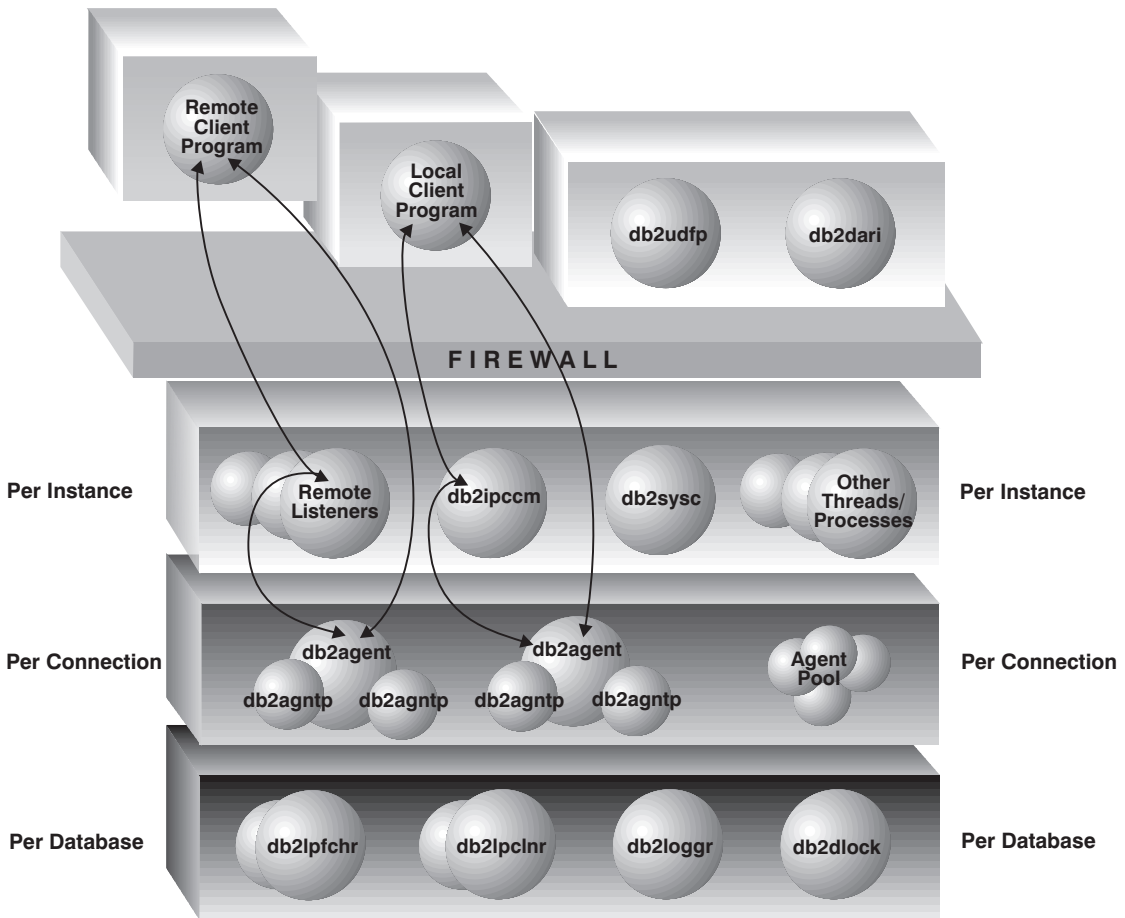 Remote
Client
Program
Local
Client
Program
db2udfp
db2dari
FIREWALL
Per Instance
Remote
Listeners
db2ipccm
db2sysc
Other
Threads/
Processes
Per Instance
Per Connection
db2agent
db2agntp
db2agntp
db2agent
db2agntp
db2agntp
Agent
Pool
Per Connection
Per Database
db2lpfchr
db2lpclnr
db2loggr
db2dlock
Per Database